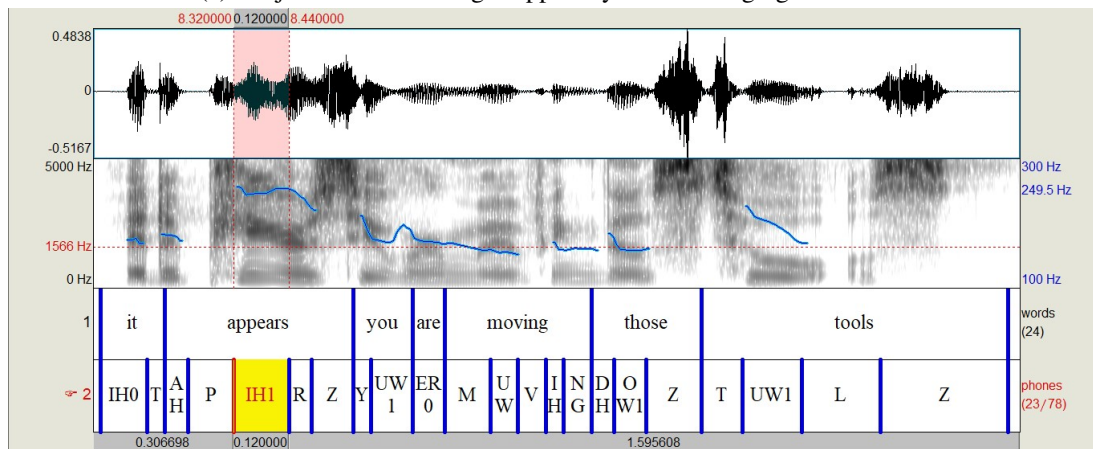 8.320000 0.120000 8.440000
0.4838
0
-0.5167
5000 Hz 300 Hz
249.5 Hz
1566 Hz
0 Hz 100 Hz
1 it appears you are moving those tools words
(24)
2 IH0 T AH P IH1 R Z Y UW1 ER0 M UW V IH NG DH OW1 Z T UW1 L Z phones
(23/78)
0.306698 0.120000 1.595608